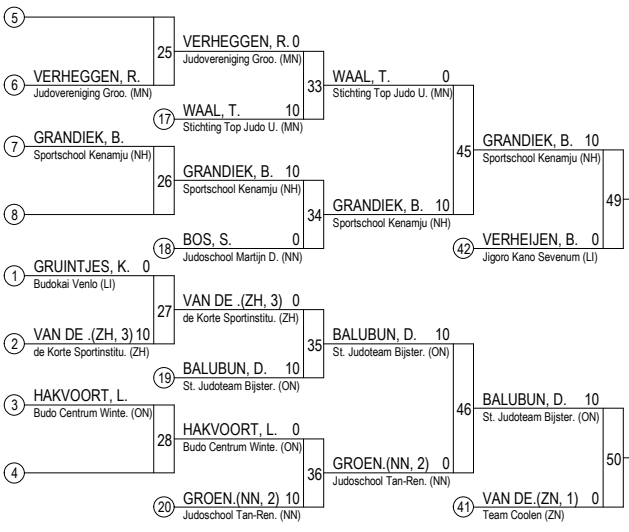 5
25
VERHEGGEN, R. 0
Judovereniging Groo. (MN)
6
VERHEGGEN, R.
Judovereniging Groo. (MN)
33
WAAL, T. 0
Stichting Top Judo U. (MN)
17
WAAL, T. 10
Stichting Top Judo U. (MN)
7
GRANDIEK, B.
Sportschool Kenamju (NH)
26
GRANDIEK, B. 10
Sportschool Kenamju (NH)
8
34
GRANDIEK, B. 10
Sportschool Kenamju (NH)
18
BOS, S. 0
Judoschool Martijn D. (NN)
45
GRANDIEK, B. 10
Sportschool Kenamju (NH)
42
VERHEIJEN, B. 0
Jigoro Kano Sevenum (LI)
49
1
GRUINTJES, K. 0
Budokai Venlo (LI)
27
VAN DE .(ZH, 3) 0
de Korte Sportinstitu. (ZH)
2
VAN DE .(ZH, 3) 10
de Korte Sportinstitu. (ZH)
35
BALUBUN, D. 10
St. Judoteam Bijster. (ON)
19
BALUBUN, D. 10
St. Judoteam Bijster. (ON)
3
HAKVOORT, L.
Budo Centrum Winte. (ON)
28
HAKVOORT, L. 0
Budo Centrum Winte. (ON)
4
36
GROEN.(NN, 2) 0
Judoschool Tan-Ren. (NN)
20
GROEN.(NN, 2) 10
Judoschool Tan-Ren. (NN)
46
BALUBUN, D. 10
St. Judoteam Bijster. (ON)
41
VAN DE.(ZN, 1) 0
Team Coolen (ZN)
50